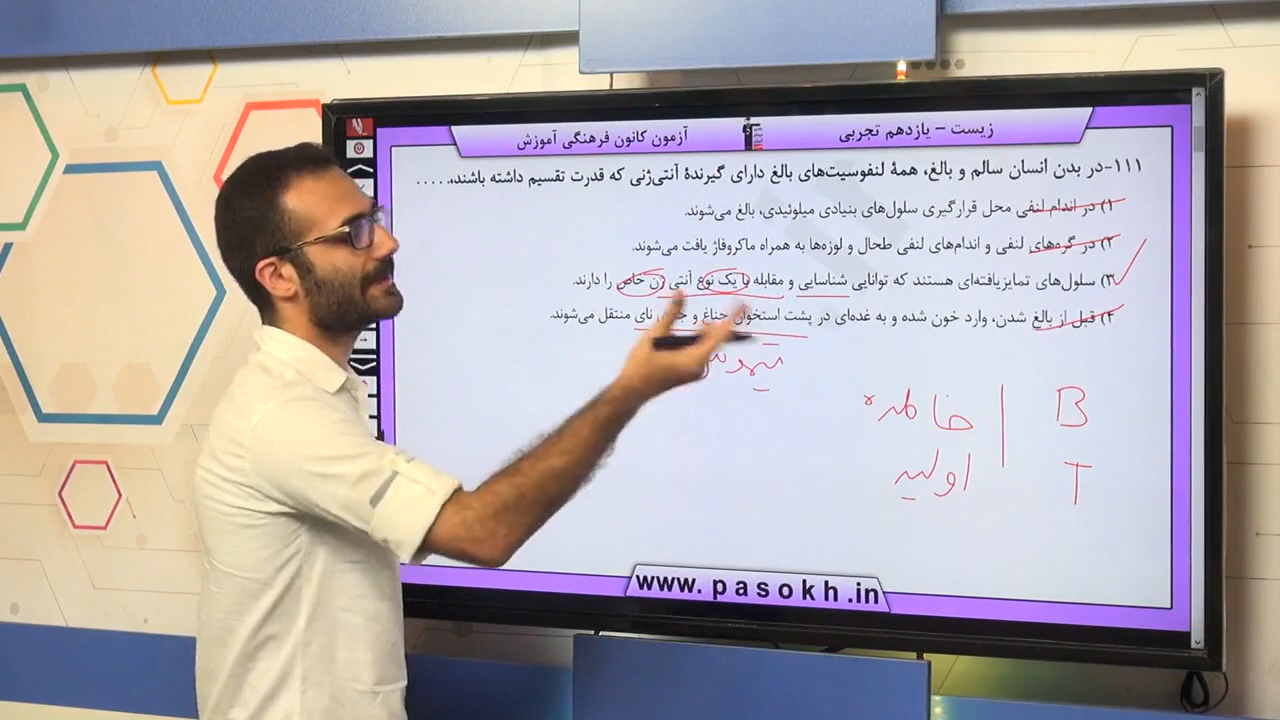 زیست - یازدهم تجربی
آزمون کانون فرهنگی آموزش
۱۱۱-در بدن انسان سالم و بالغ، همهٔ لنفوسیت‌های بالغ دارای گیرندهٔ آنتی‌ژنی که قدرت تقسیم داشته باشند، .....
۱) در اندام لنفی محل قرارگیری سلول‌های بنیادی میلوئیدی، بالغ می‌شوند.
۲) در گره‌های لنفی و اندام‌های لنفی طحال و لوزه‌ها به همراه ماکروفاژ یافت می‌شوند.
۳) سلول‌های تمایزیافته‌ای هستند که توانایی شناسایی و مقابله با یک نوع آنتی ژن خاص را دارند.
۴) قبل از بالغ شدن، وارد خون شده و به غده‌ای در پشت استخوان جناغ و نای منتقل می‌شوند.
تیموس
B خاطره
T اولیه
www.pasokh.in